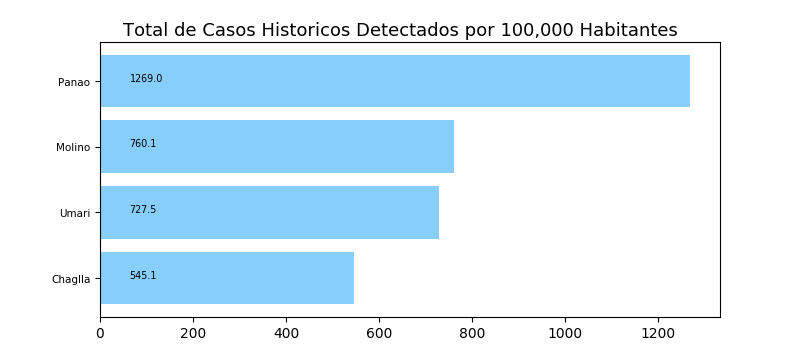 Total de Casos Historicos Detectados por 100,000 Habitantes
Panao 1269.0
Molino 760.1
Umari 727.5
Chaglla 545.1
0 200 400 600 800 1000 1200